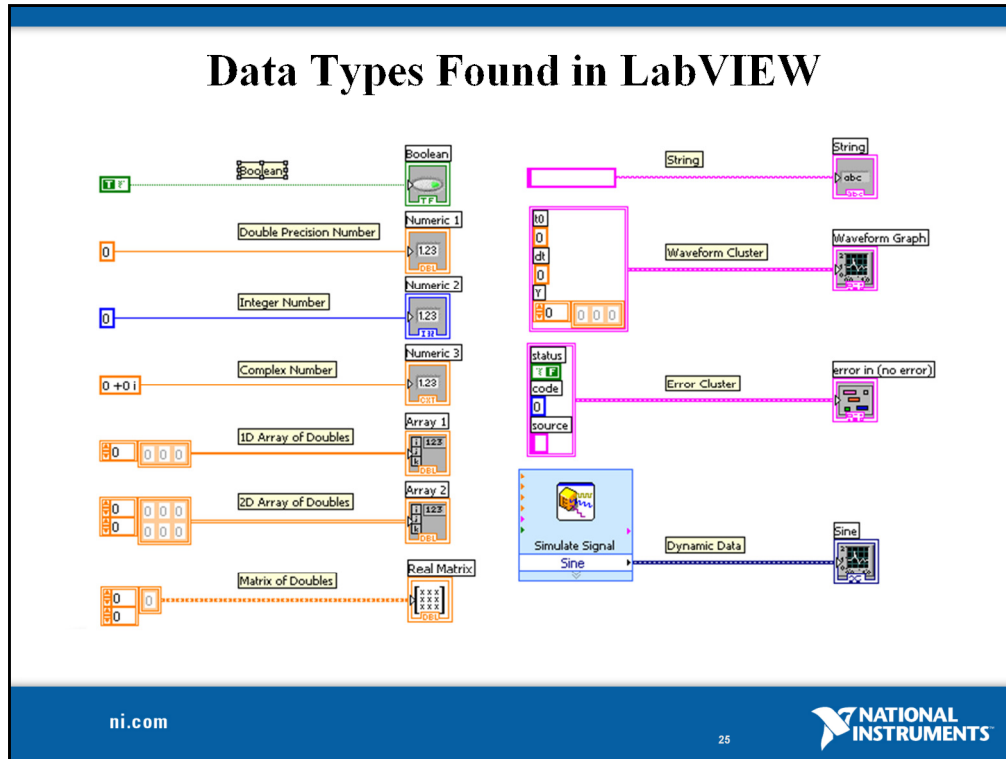 Data Types Found in LabVIEW
Boolean
T F
Boolean
TF
Double Precision Number
0
Numeric 1
1.23
DBL
Integer Number
0
Numeric 2
1.23
Complex Number
0 +0 i
Numeric 3
1.23
1D Array of Doubles
0
0 0 0
Array 1
123
DBL
2D Array of Doubles
0
0
0 0 0
0 0 0
Array 2
123
DBL
Matrix of Doubles
0
0
0
Real Matrix
x x x
x x x
x x x
DBL
String
String
abc
t0
0
dt
0
Y
0
0 0 0
Waveform Cluster
Waveform Graph
status
T F
code
0
source
Error Cluster
error in (no error)
Simulate Signal
Sine
Dynamic Data
Sine
ni.com
25
NATIONAL
INSTRUMENTS